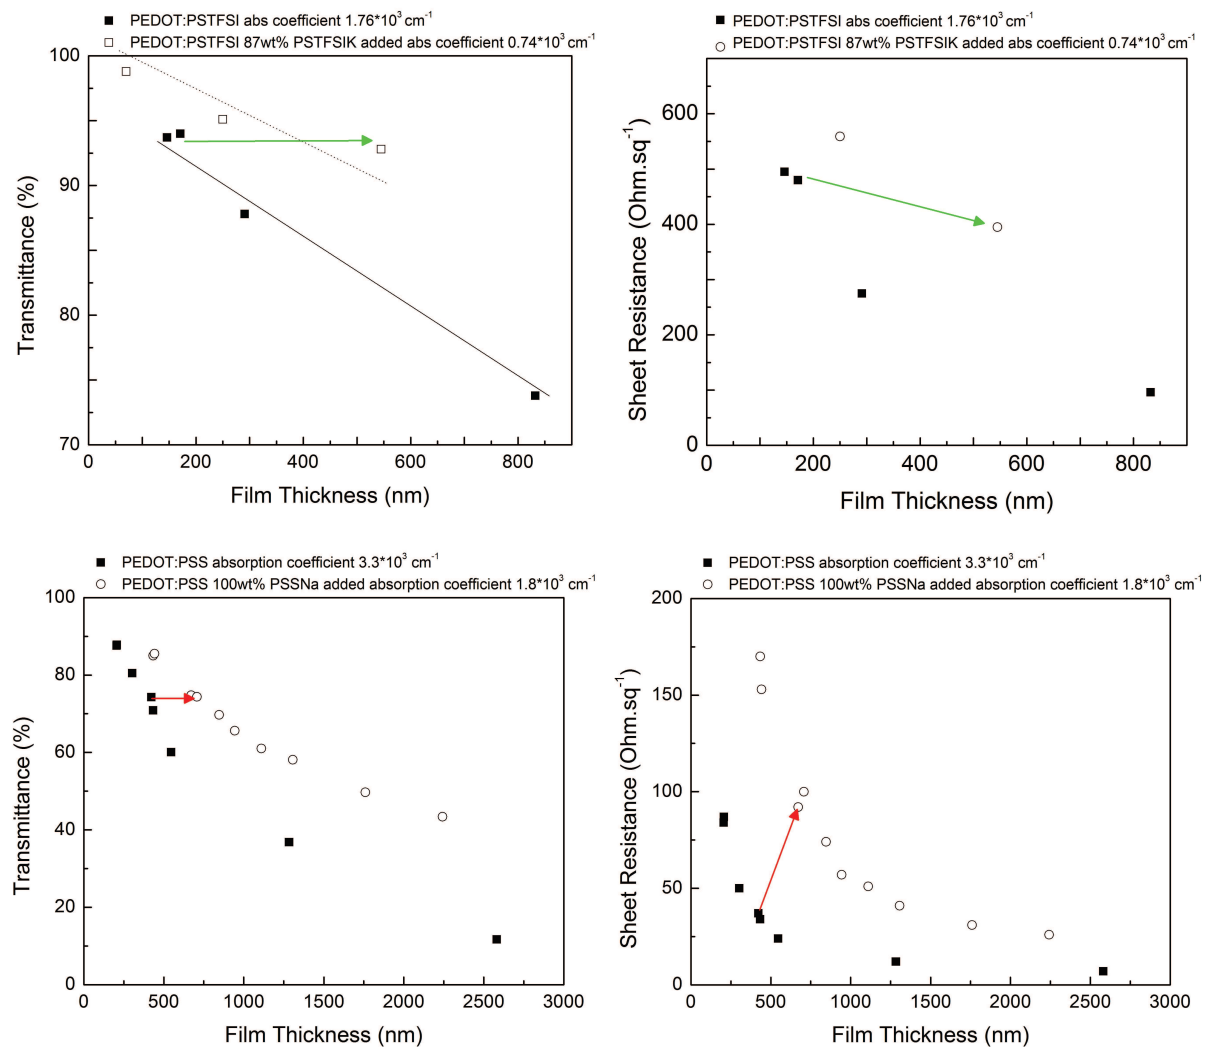 PEDOT:PSTFSI abs coefficient 1.76*10³ cm⁻¹
PEDOT:PSTFSI 87wt% PSTFSIK added abs coefficient 0.74*10³ cm⁻¹
100
90
80
70
0
200
400
600
800
Transmittance (%)
Film Thickness (nm)
PEDOT:PSTFSI abs coefficient 1.76*10³ cm⁻¹
PEDOT:PSTFSI 87wt% PSTFSIK added abs coefficient 0.74*10³ cm⁻¹
600
400
200
0
0
200
400
600
800
Sheet Resistance (Ohm.sq⁻¹)
Film Thickness (nm)
PEDOT:PSS absorption coefficient 3.3*10³ cm⁻¹
PEDOT:PSS 100wt% PSSNa added absorption coefficient 1.8*10³ cm⁻¹
100
80
60
40
20
0
0
500
1000
1500
2000
2500
3000
Transmittance (%)
Film Thickness (nm)
PEDOT:PSS absorption coefficient 3.3*10³ cm⁻¹
PEDOT:PSS 100wt% PSSNa added absorption coefficient 1.8*10³ cm⁻¹
200
150
100
50
0
0
500
1000
1500
2000
2500
3000
Sheet Resistance (Ohm.sq⁻¹)
Film Thickness (nm)